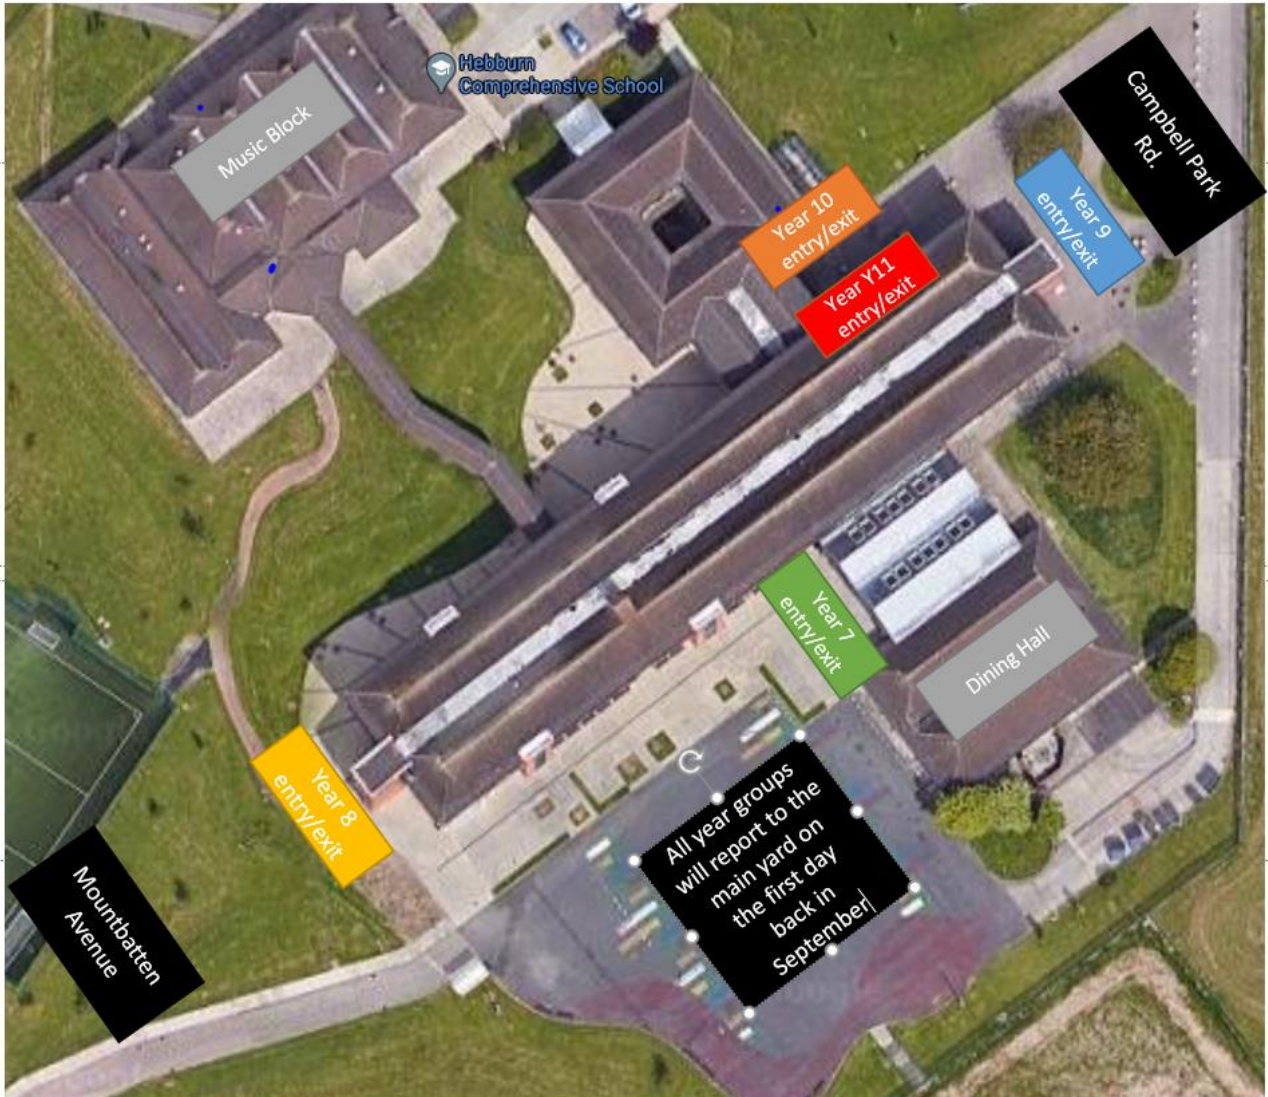 Hebburn
Comprehensive School
Music Block
Campbell Park
Rd.
Year 10
entry/exit
Year 9
entry/exit
Year Y11
entry/exit
Year 7
entry/exit
Dining Hall
Year 8
entry/exit
All year groups
will report to the
main yard on
the first day
back in
September
Mountbatten
Avenue